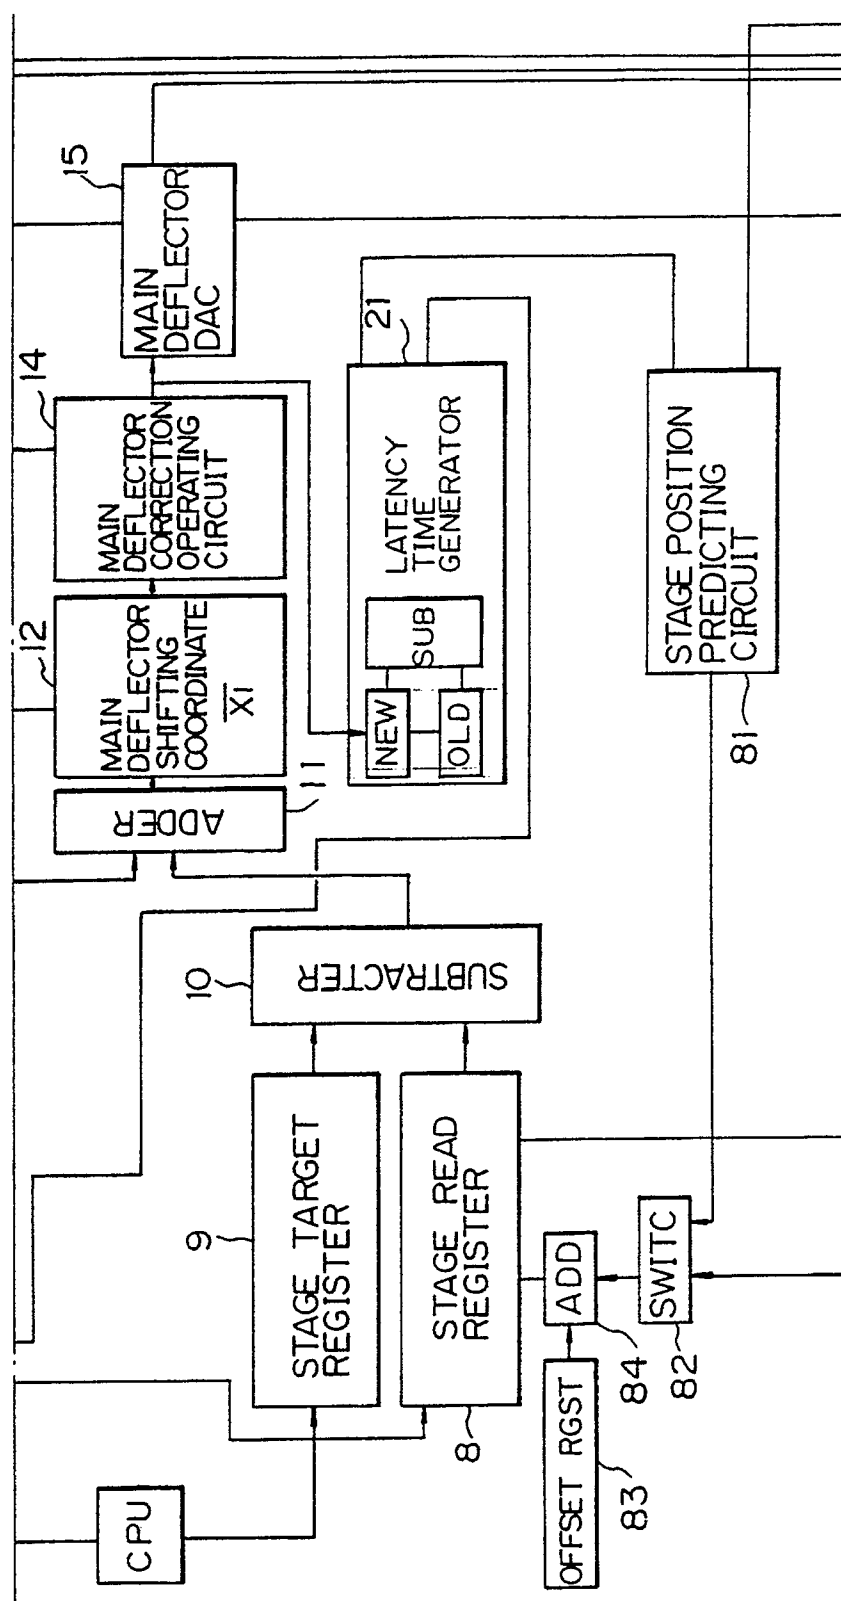 CPU
9
STAGE TARGET
REGISTER
8
STAGE READ
REGISTER
OFFSET RGST
83
ADD
84
SWITC
82
10
SUBTRACTER
ADDER
11
12
MAIN
DEFLECTOR
SHIFTING
COORDINATE
X1
14
MAIN
DEFLECTOR
CORRECTION
OPERATING
CIRCUIT
15
MAIN
DEFLECTOR
DAC
21
LATENCY
TIME
GENERATOR
NEW
OLD
SUB
STAGE POSITION
PREDICTING
CIRCUIT
81